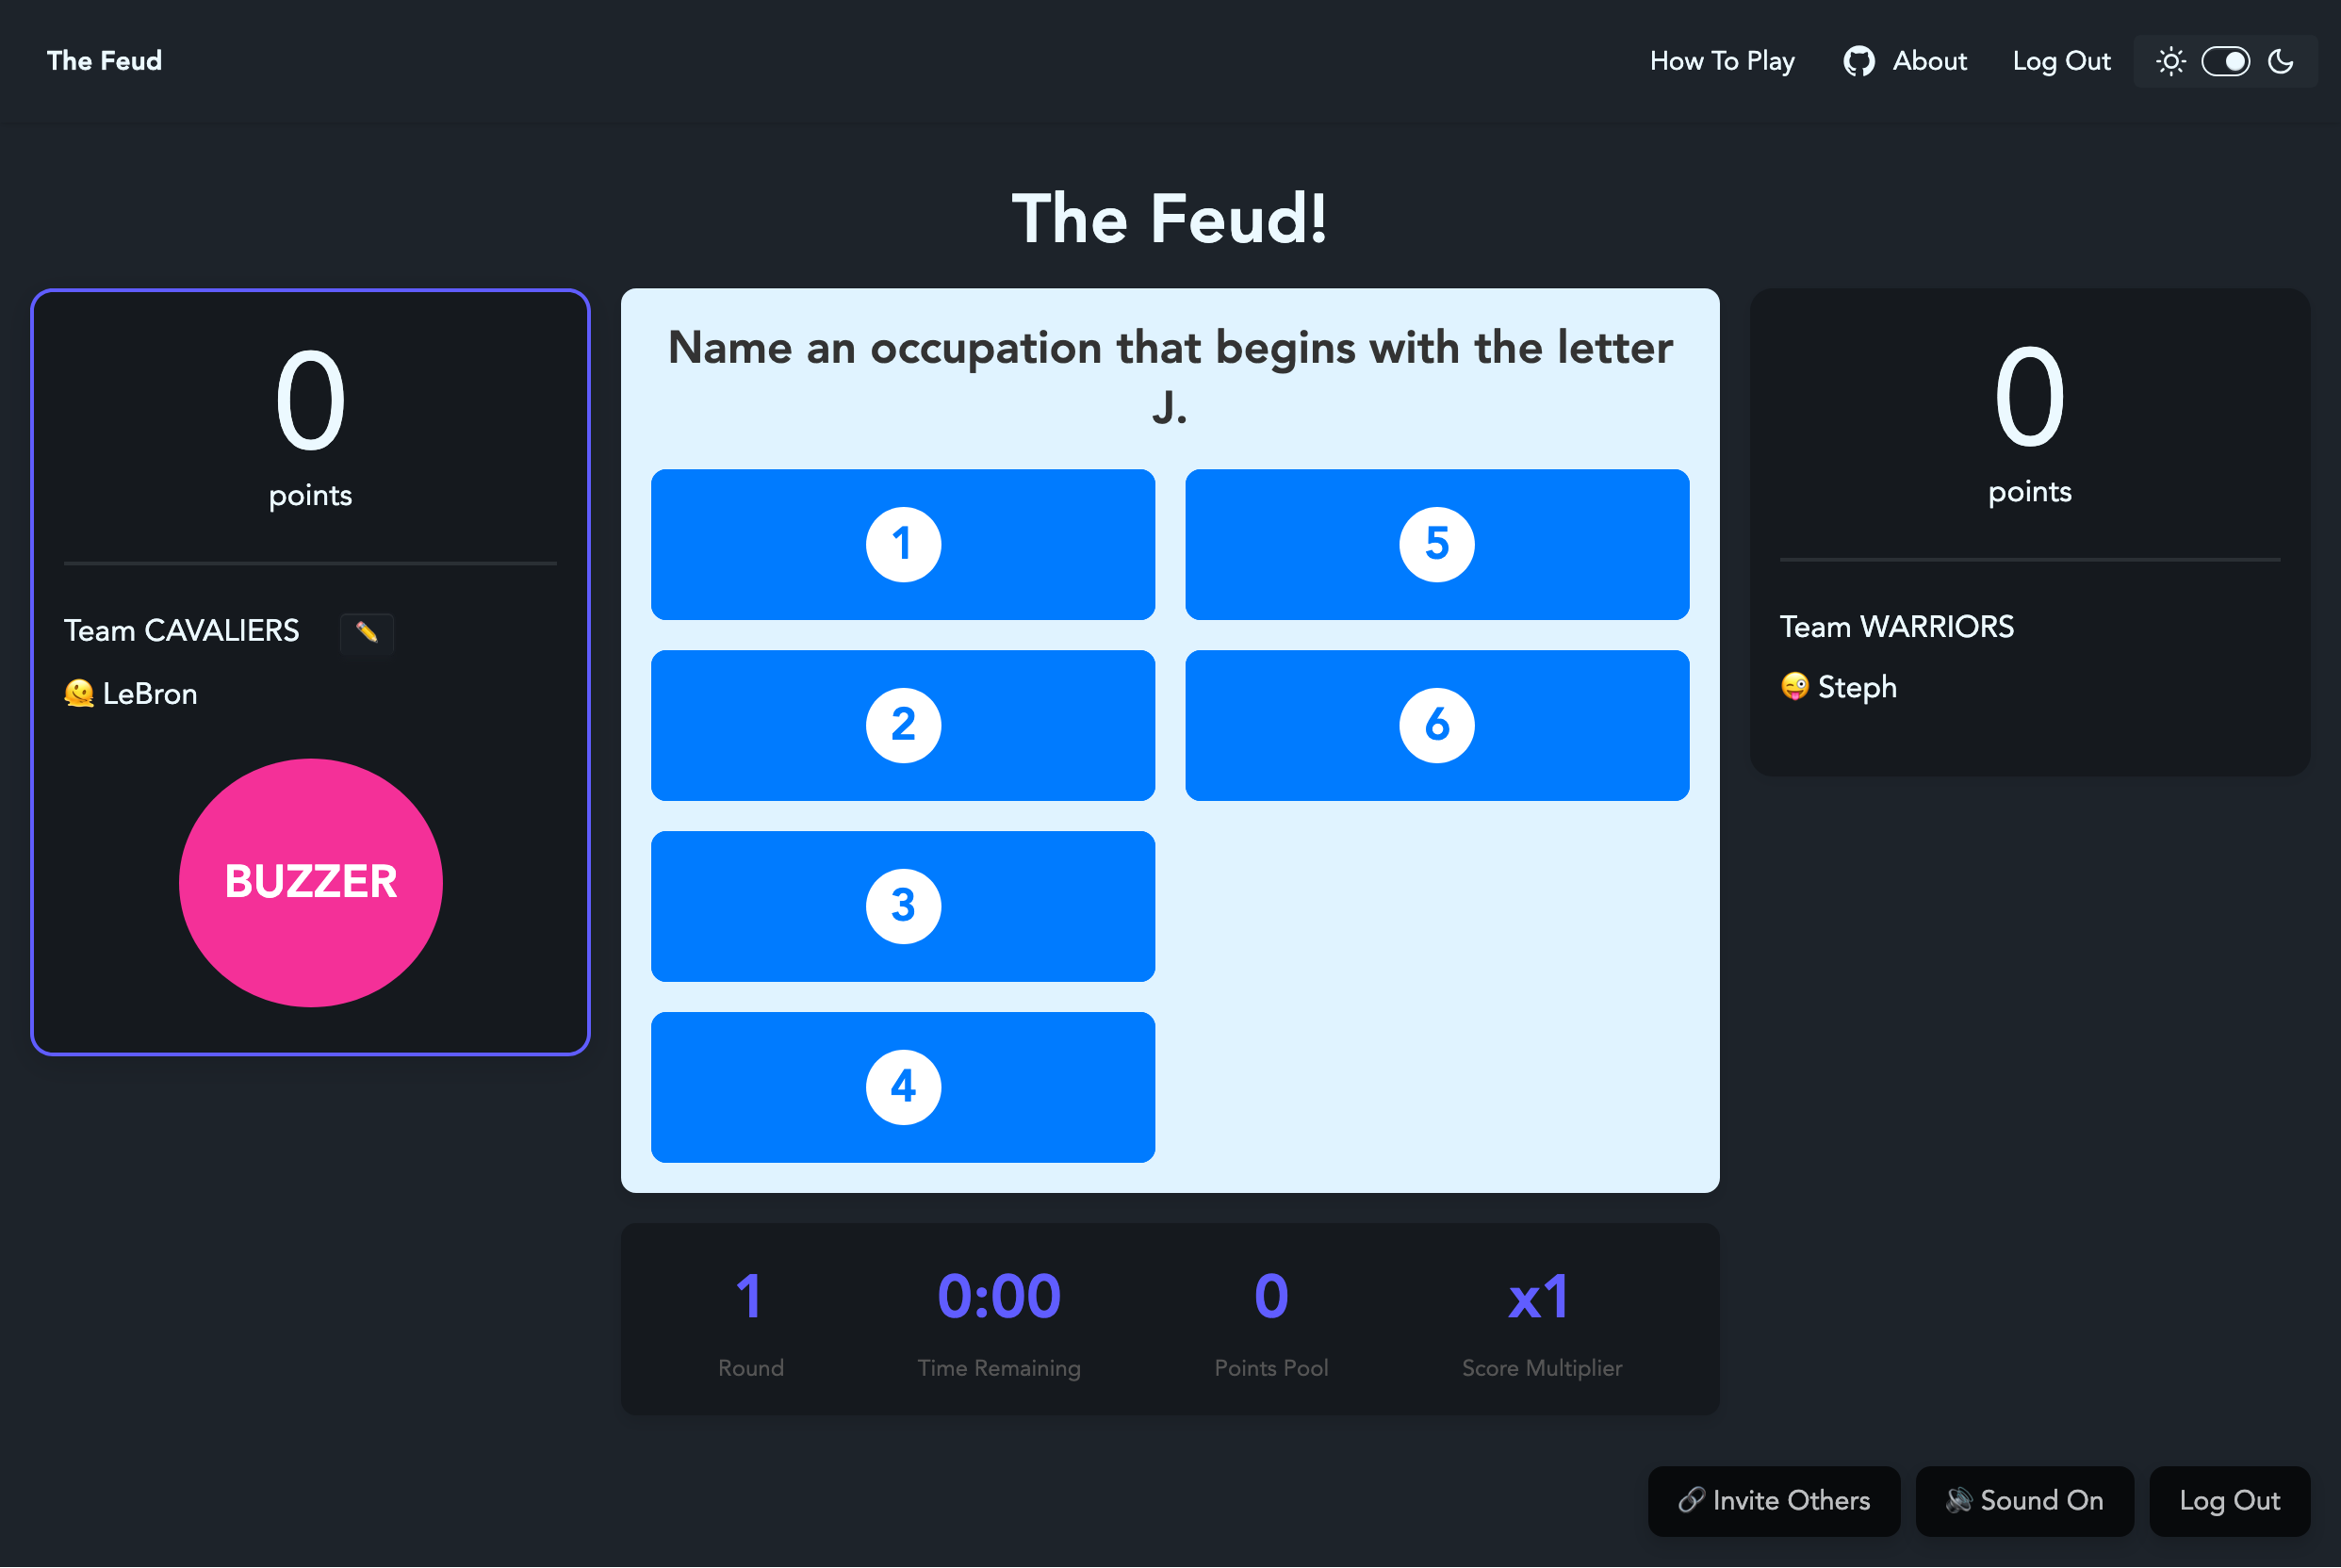 The Feud
How To Play
About
Log Out
The Feud!
0
points
Team CAVALIERS
LeBron
BUZZER
Name an occupation that begins with the letter
J.
1
5
2
6
3
4
0
points
Team WARRIORS
Steph
1
0:00
0
x1
Round
Time Remaining
Points Pool
Score Multiplier
Invite Others
Sound On
Log Out